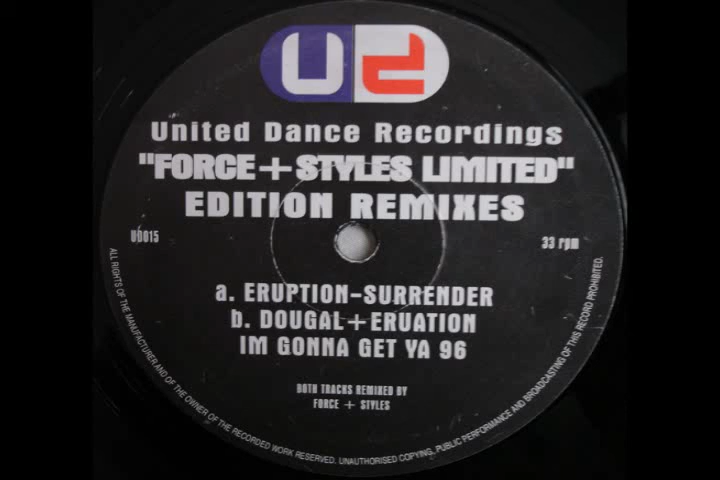 United Dance Recordings
"FORCE + STYLES LIMITED"
EDITION REMIXES
UD015
33 rpm
a. ERUPTION-SURRENDER
b. DOUGAL+ERUATION
IM GONNA GET YA 96
BOTH TRACKS REMIXED BY
FORCE + STYLES
ALL RIGHTS OF THE MANUFACTURER AND OF THE OWNER OF THE RECORDED WORK RESERVED. UNAUTHORISED COPYING, PUBLIC PERFORMANCE AND BROADCASTING OF THIS RECORD PROHIBITED.